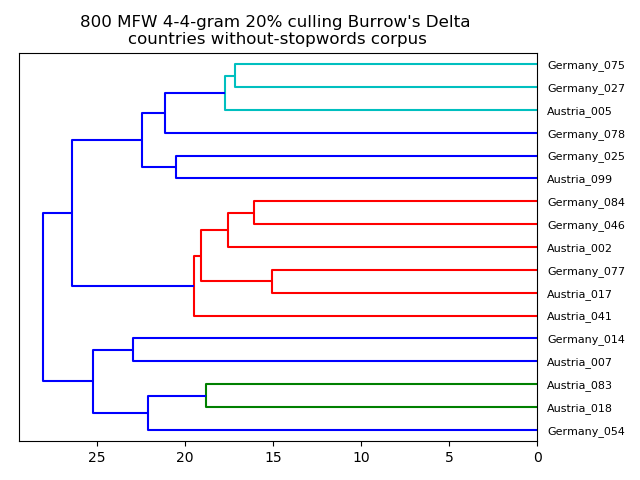 800 MFW 4-4-gram 20% culling Burrow's Delta
countries without-stopwords corpus
Germany_075
Germany_027
Austria_005
Germany_078
Germany_025
Austria_099
Germany_084
Germany_046
Austria_002
Germany_077
Austria_017
Austria_041
Germany_014
Austria_007
Austria_083
Austria_018
Germany_054
25 20 15 10 5 0